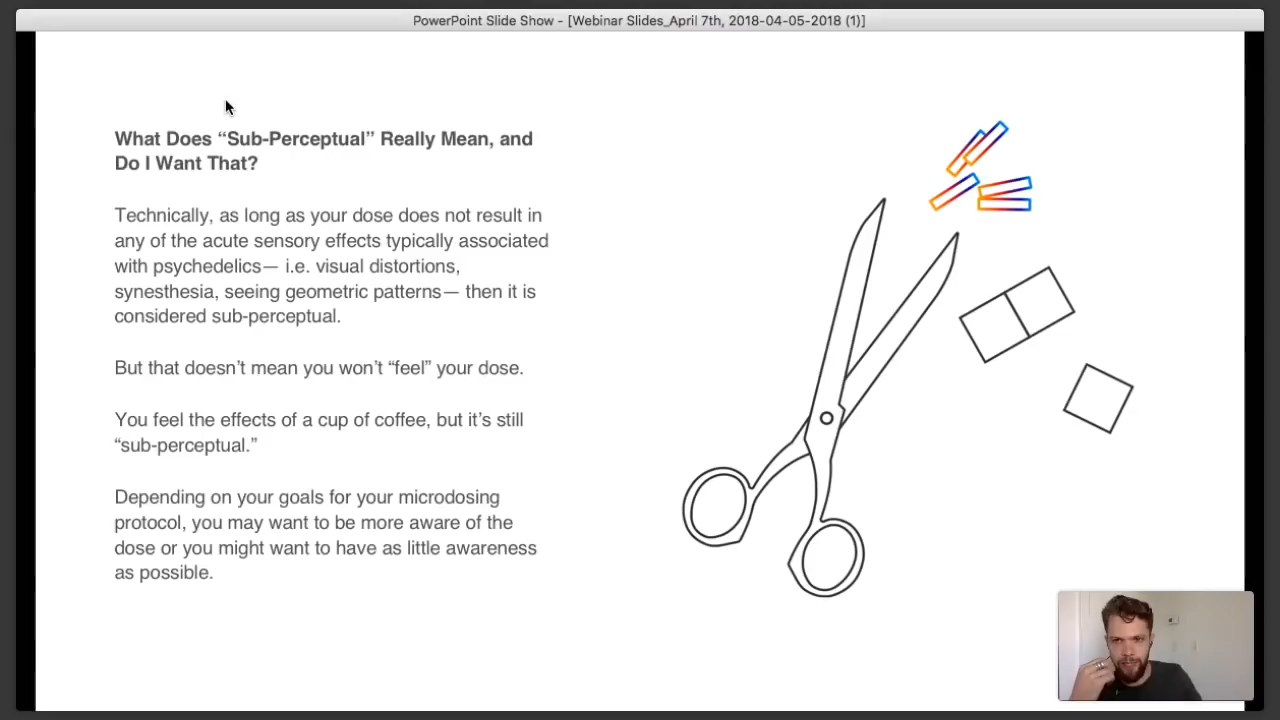 PowerPoint Slide Show - [Webinar Slides_April 7th, 2018-04-05-2018 (1)]
What Does “Sub-Perceptual” Really Mean, and
Do I Want That?
Technically, as long as your dose does not result in
any of the acute sensory effects typically associated
with psychedelics— i.e. visual distortions,
synesthesia, seeing geometric patterns— then it is
considered sub-perceptual.
But that doesn’t mean you won’t “feel” your dose.
You feel the effects of a cup of coffee, but it’s still
“sub-perceptual.”
Depending on your goals for your microdosing
protocol, you may want to be more aware of the
dose or you might want to have as little awareness
as possible.